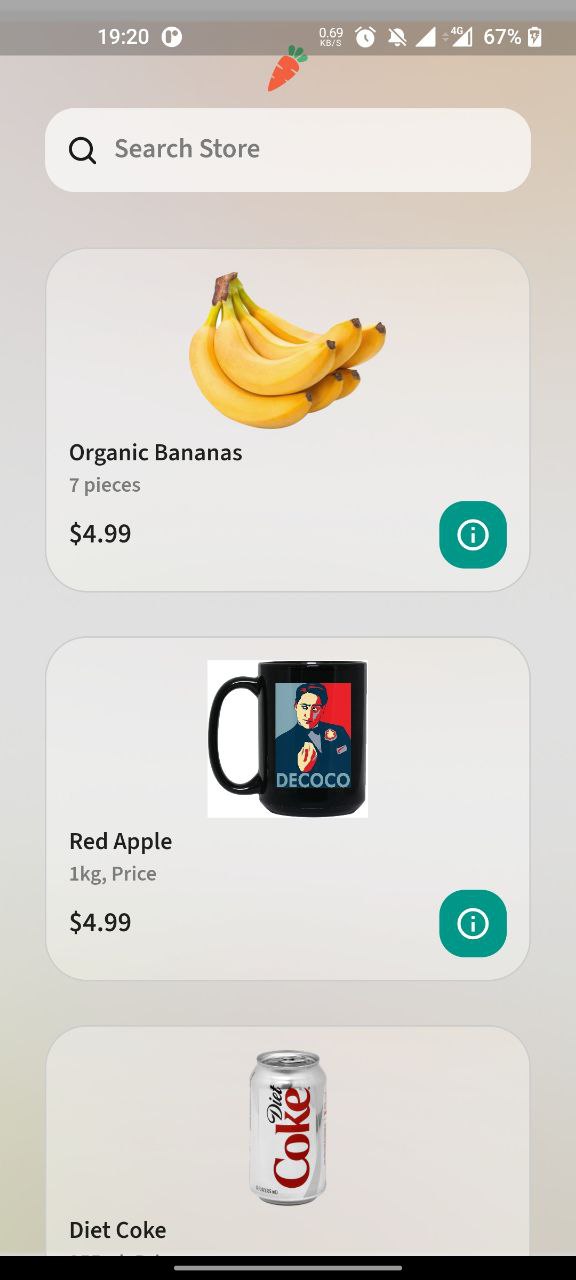 19:20
0.69
KB/S
4G
67%
Search Store
Organic Bananas
7 pieces
$4.99
DECOCO
Red Apple
1kg, Price
$4.99
Diet
Coke
Diet Coke